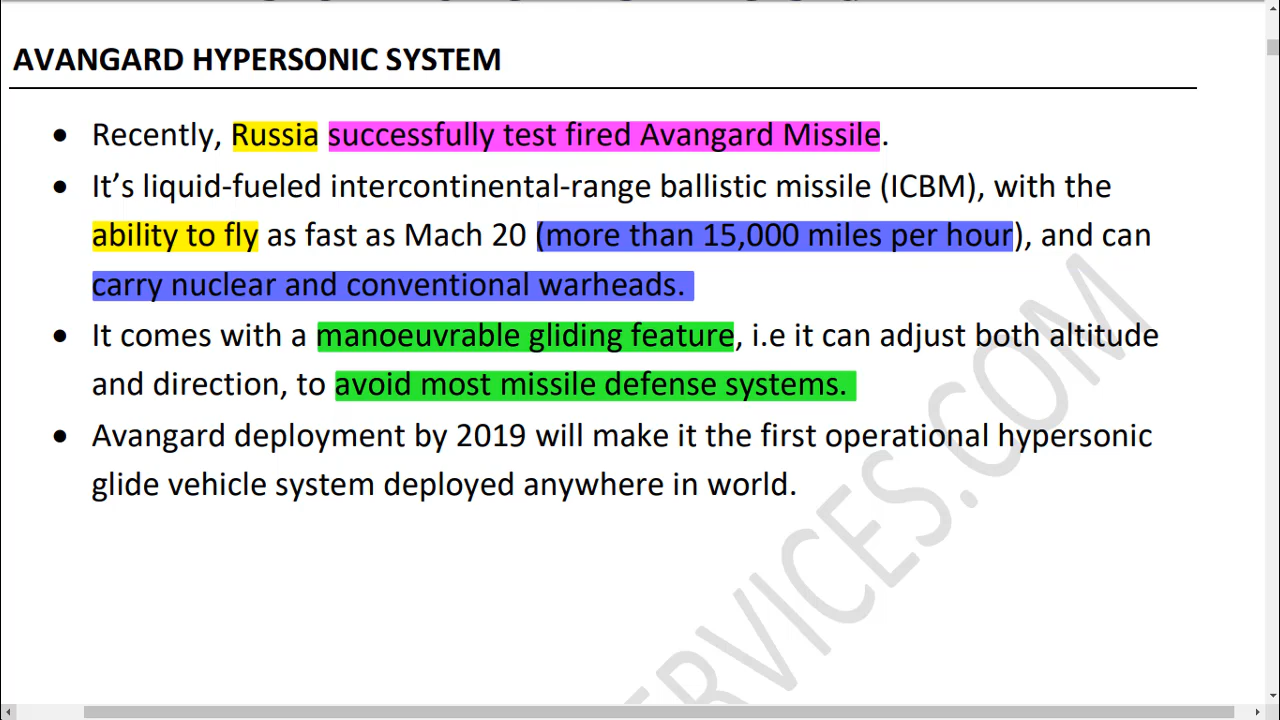 AVANGARD HYPERSONIC SYSTEM
• Recently, Russia successfully test fired Avangard Missile.
• It’s liquid-fueled intercontinental-range ballistic missile (ICBM), with the
ability to fly as fast as Mach 20 (more than 15,000 miles per hour), and can
carry nuclear and conventional warheads.
• It comes with a manoeuvrable gliding feature, i.e it can adjust both altitude
and direction, to avoid most missile defense systems.
• Avangard deployment by 2019 will make it the first operational hypersonic
glide vehicle system deployed anywhere in world.
ERVICES.COM